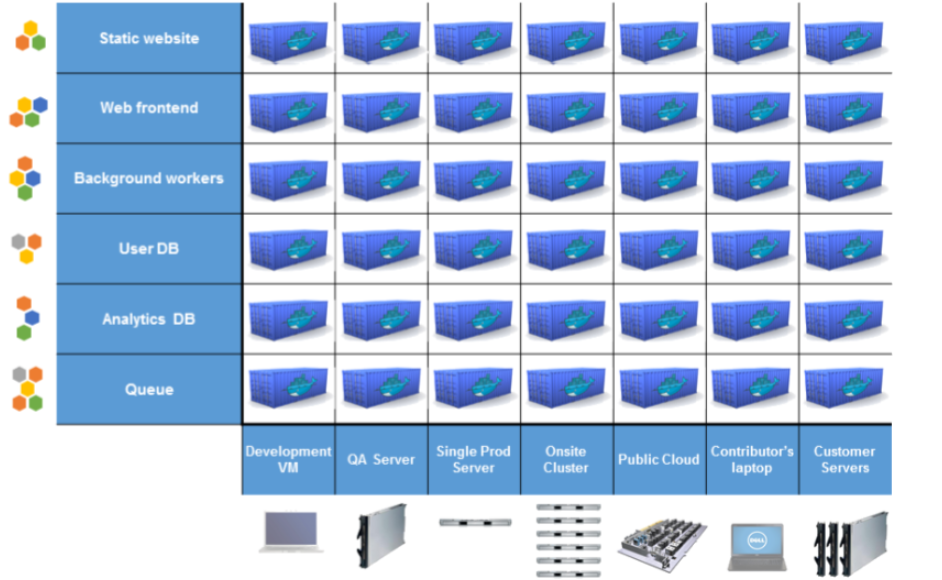 Static website
Web frontend
Background workers
User DB
Analytics DB
Queue
Development
VM
QA Server
Single Prod
Server
Onsite
Cluster
Public Cloud
Contributor's
laptop
Customer
Servers
DELL